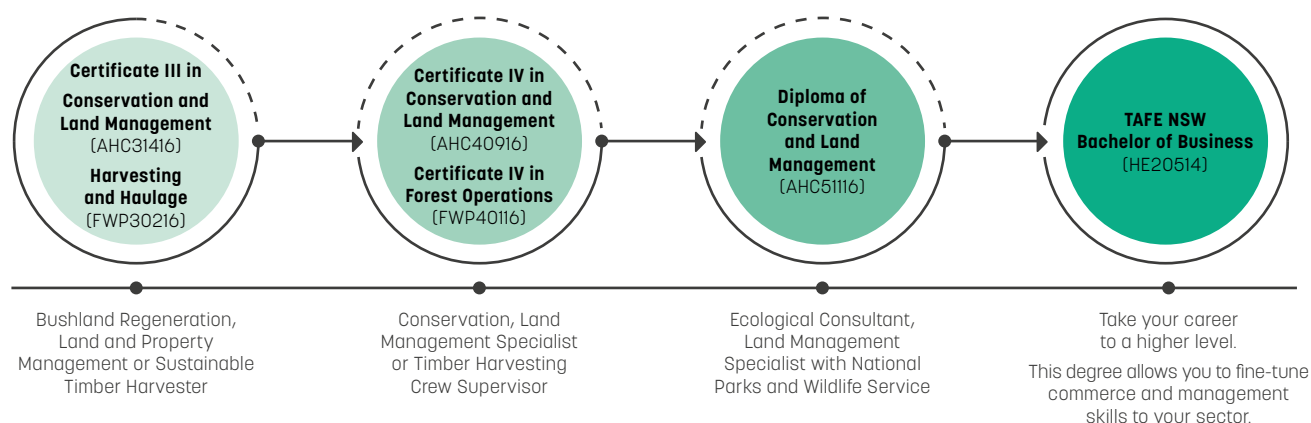 Certificate III in
Conservation and
Land Management
(AHC31416)
Harvesting
and Haulage
(FWP30216)
Certificate IV in
Conservation and
Land Management
(AHC40916)
Certificate IV in
Forest Operations
(FWP40116)
Diploma of
Conservation
and Land
Management
(AHC51116)
TAFE NSW
Bachelor of Business
(HE20514)
Bushland Regeneration,
Land and Property
Management or Sustainable
Timber Harvester
Conservation, Land
Management Specialist
or Timber Harvesting
Crew Supervisor
Ecological Consultant,
Land Management
Specialist with National
Parks and Wildlife Service
Take your career
to a higher level.
This degree allows you to fine-tune
commerce and management
skills to your sector.